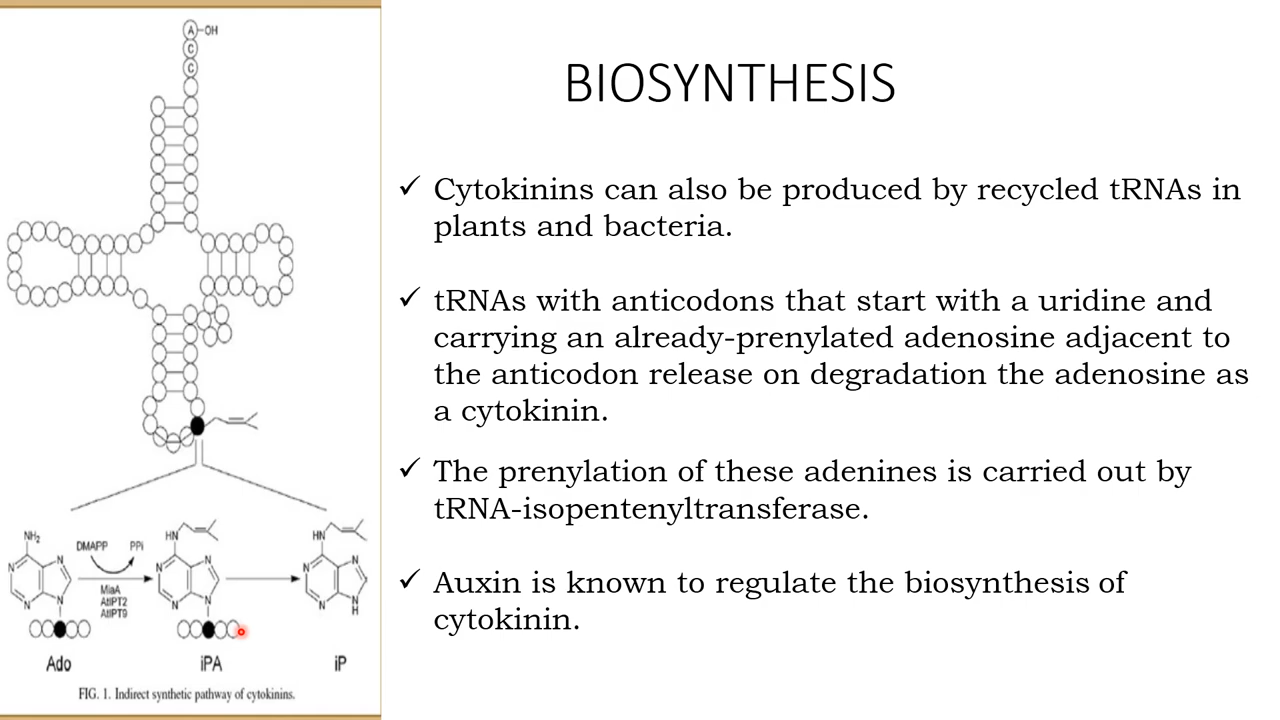 A-OH
C
C
BIOSYNTHESIS
✓ Cytokinins can also be produced by recycled tRNAs in
plants and bacteria.
✓ tRNAs with anticodons that start with a uridine and
carrying an already-prenylated adenosine adjacent to
the anticodon release on degradation the adenosine as
a cytokinin.
✓ The prenylation of these adenines is carried out by
tRNA-isopentenyltransferase.
✓ Auxin is known to regulate the biosynthesis of
cytokinin.
NH₂
N
N
N
N
DMAPP
PPi
MiaA
AtIPT2
AtIPT9
HN
N
N
N
N
HN
N
N
N
N
H
Ado
iPA
iP
FIG. 1. Indirect synthetic pathway of cytokinins.